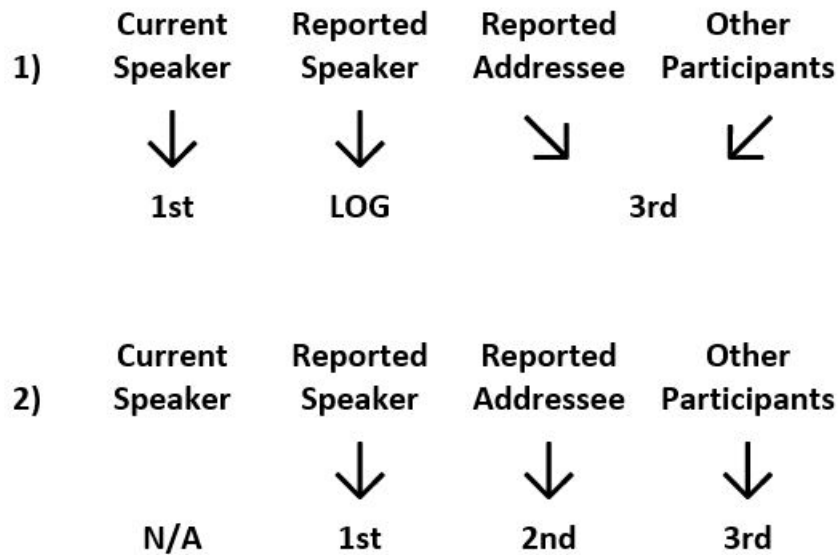 Current Reported Reported Other
1) Speaker Speaker Addressee Participants
1st LOG 3rd
Current Reported Reported Other
2) Speaker Speaker Addressee Participants
N/A 1st 2nd 3rd